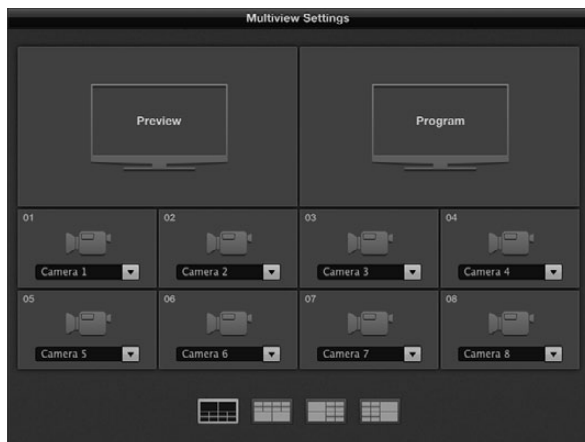 Multiview Settings
Preview
Program
01
02
03
04
Camera 1
Camera 2
Camera 3
Camera 4
05
06
07
08
Camera 5
Camera 6
Camera 7
Camera 8